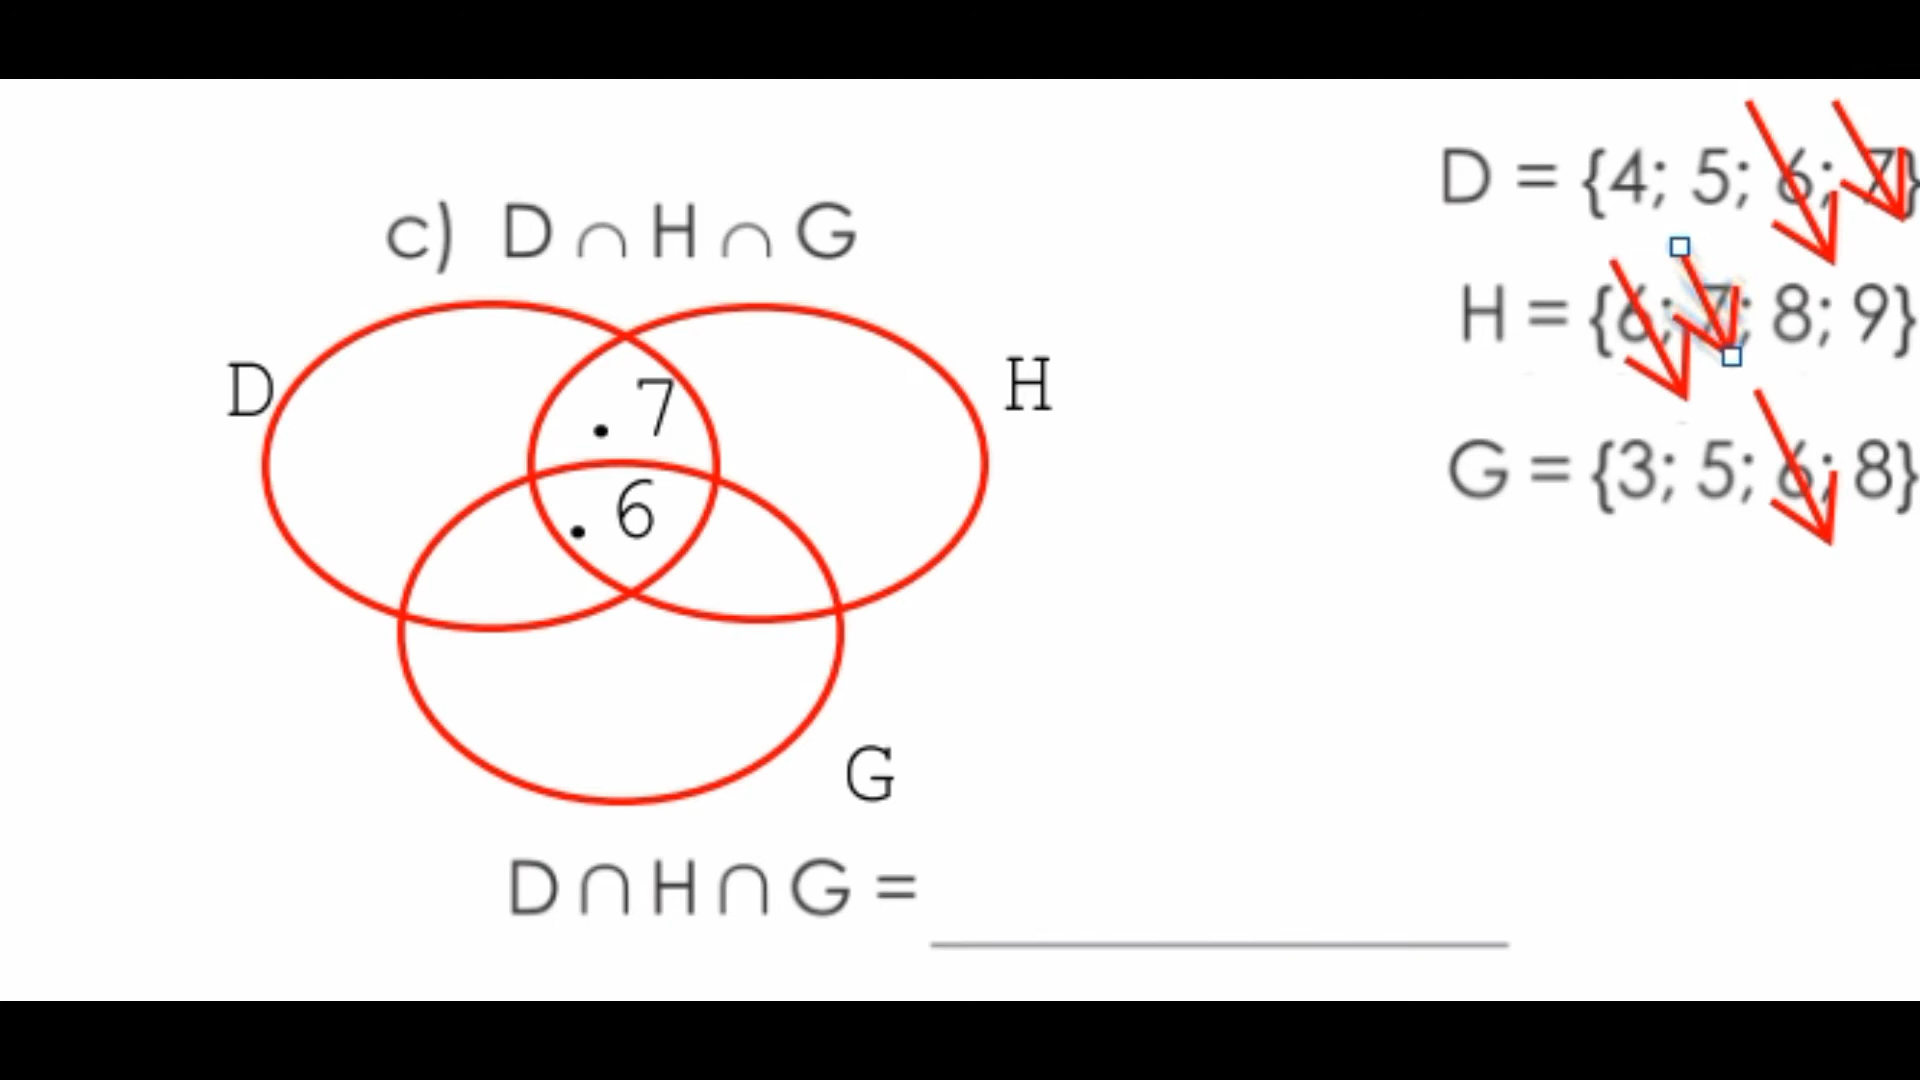 c) D ∩ H ∩ G
D = {4; 5; 6; 7}
H = {6; 7; 8; 9}
G = {3; 5; 6; 8}
D
H
. 7
. 6
G
D ∩ H ∩ G =